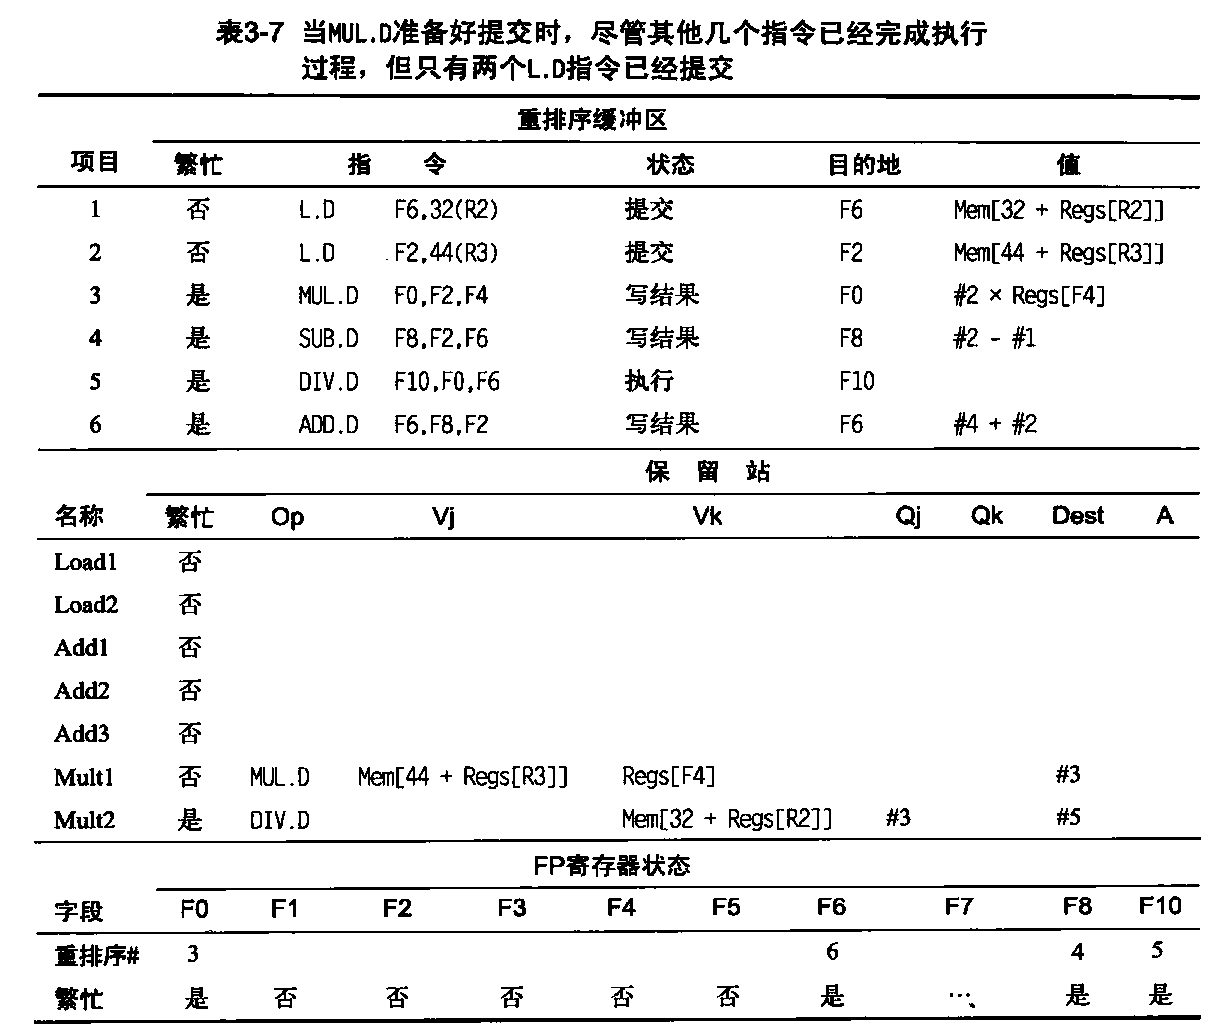 表3-7 当MUL.D准备好提交时，尽管其他几个指令已经完成执行
过程，但只有两个L.D指令已经提交
重排序缓冲区
项目 繁忙 指 令 状态 目的地 值
1 否 L.D F6,32(R2) 提交 F6 Mem[32 + Regs[R2]]
2 否 L.D F2,44(R3) 提交 F2 Mem[44 + Regs[R3]]
3 是 MUL.D F0,F2,F4 写结果 F0 #2 × Regs[F4]
4 是 SUB.D F8,F2,F6 写结果 F8 #2 - #1
5 是 DIV.D F10,F0,F6 执行 F10
6 是 ADD.D F6,F8,F2 写结果 F6 #4 + #2
保 留 站
名称 繁忙 Op Vj Vk Qj Qk Dest A
Load1 否
Load2 否
Add1 否
Add2 否
Add3 否
Mult1 否 MUL.D Mem[44 + Regs[R3]] Regs[F4] #3
Mult2 是 DIV.D Mem[32 + Regs[R2]] #3 #5
FP寄存器状态
字段 F0 F1 F2 F3 F4 F5 F6 F7 F8 F10
重排序# 3 6 4 5
繁忙 是 否 否 否 否 否 是 … 是 是